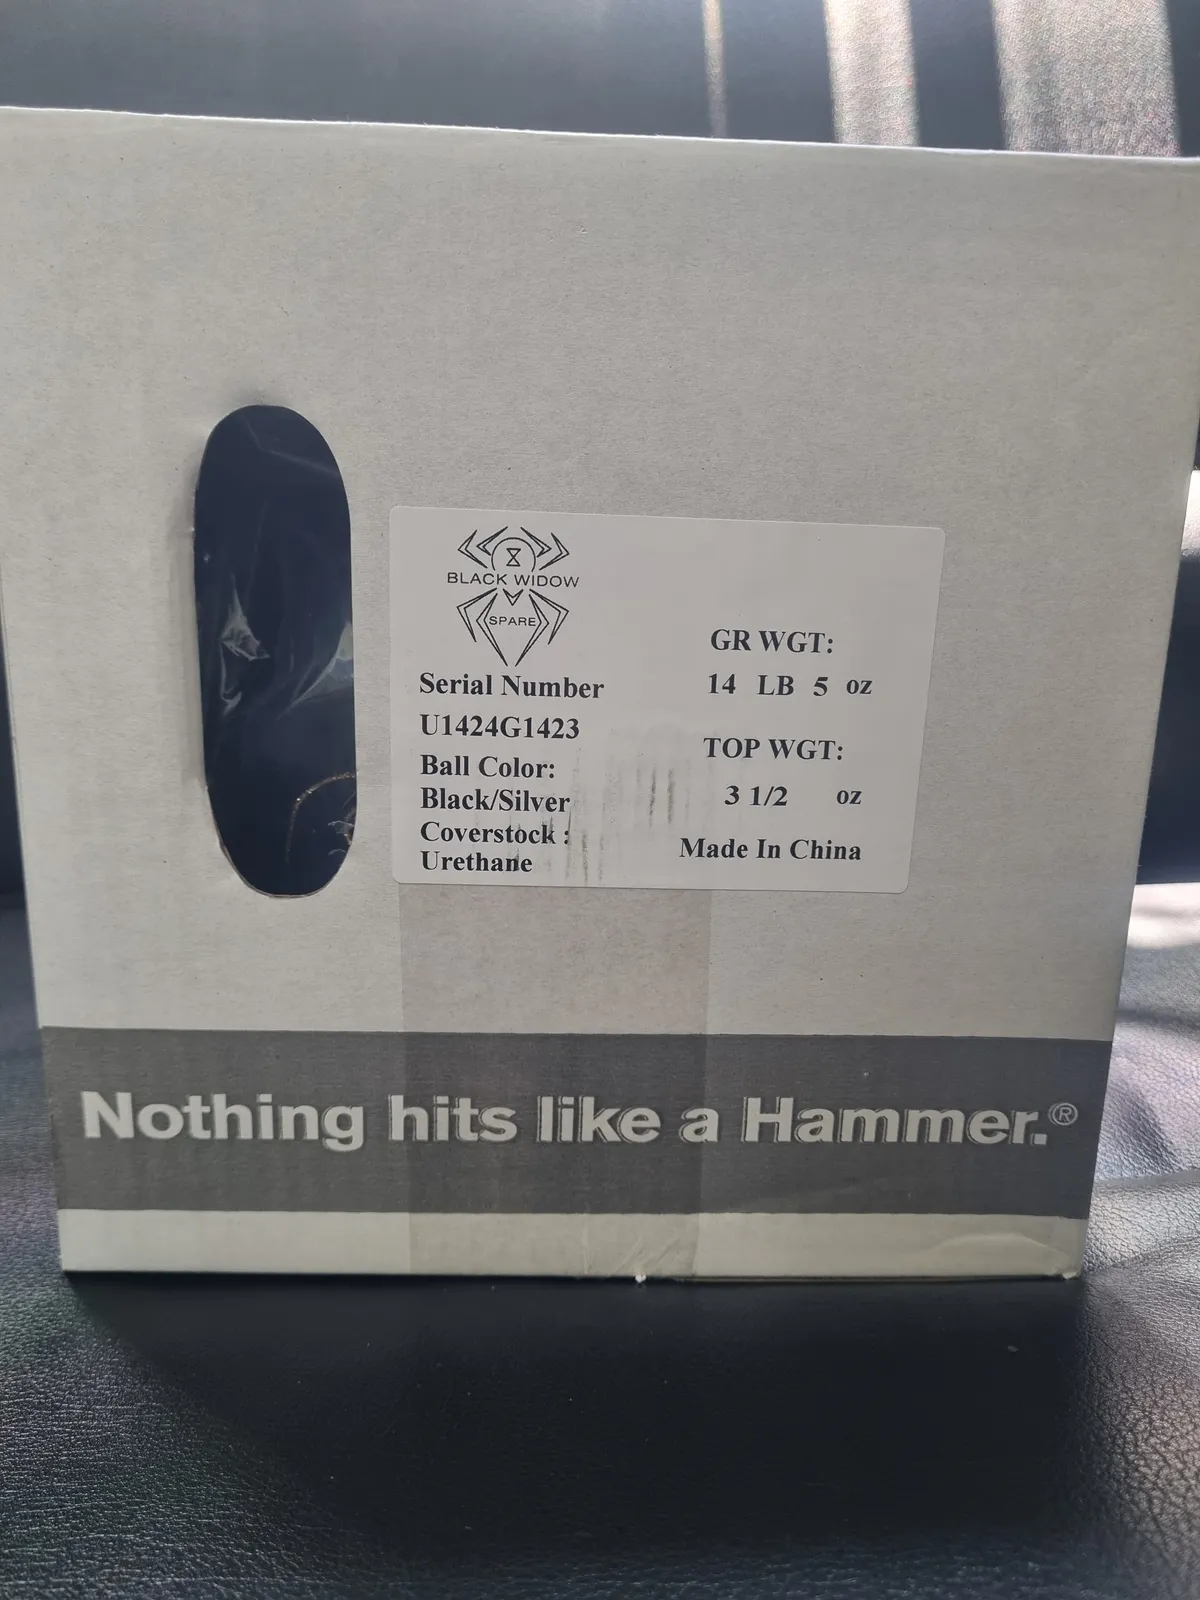 BLACK WIDOW
SPARE
Serial Number
U1424G1423
Ball Color:
Black/Silver
Coverstock :
Urethane
GR WGT:
14 LB 5 oz
TOP WGT:
3 1/2 oz
Made In China
Nothing hits like a Hammer.®